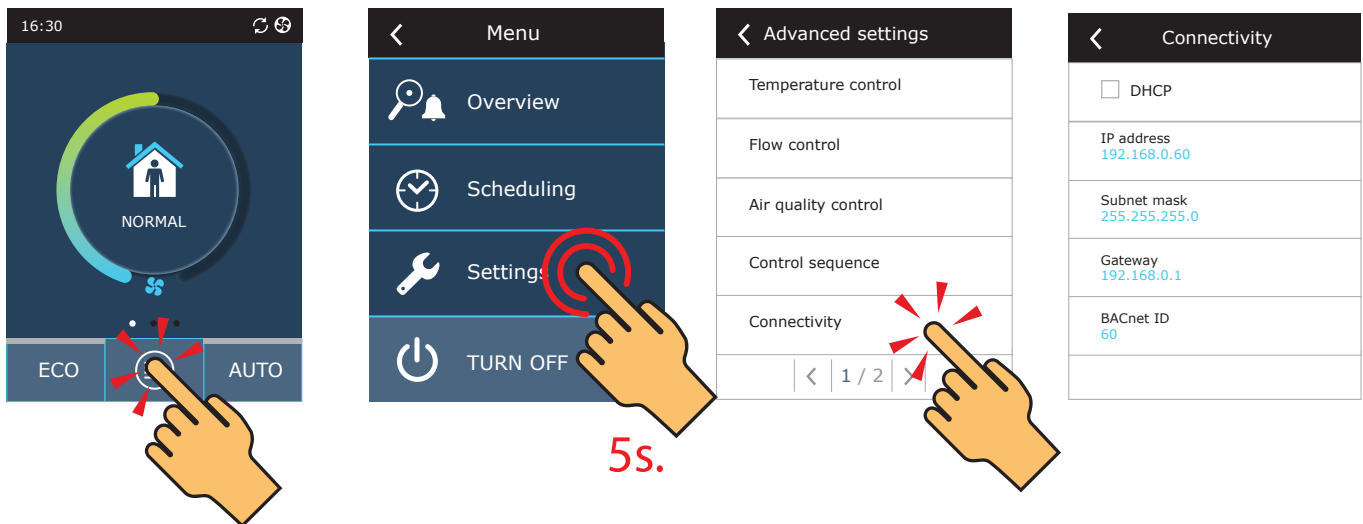 16:30
NORMAL
ECO
AUTO
Menu
Overview
Scheduling
Settings
TURN OFF
5s.
Advanced settings
Temperature control
Flow control
Air quality control
Control sequence
Connectivity
1 / 2
Connectivity
DHCP
IP address
192.168.0.60
Subnet mask
255.255.255.0
Gateway
192.168.0.1
BACnet ID
60